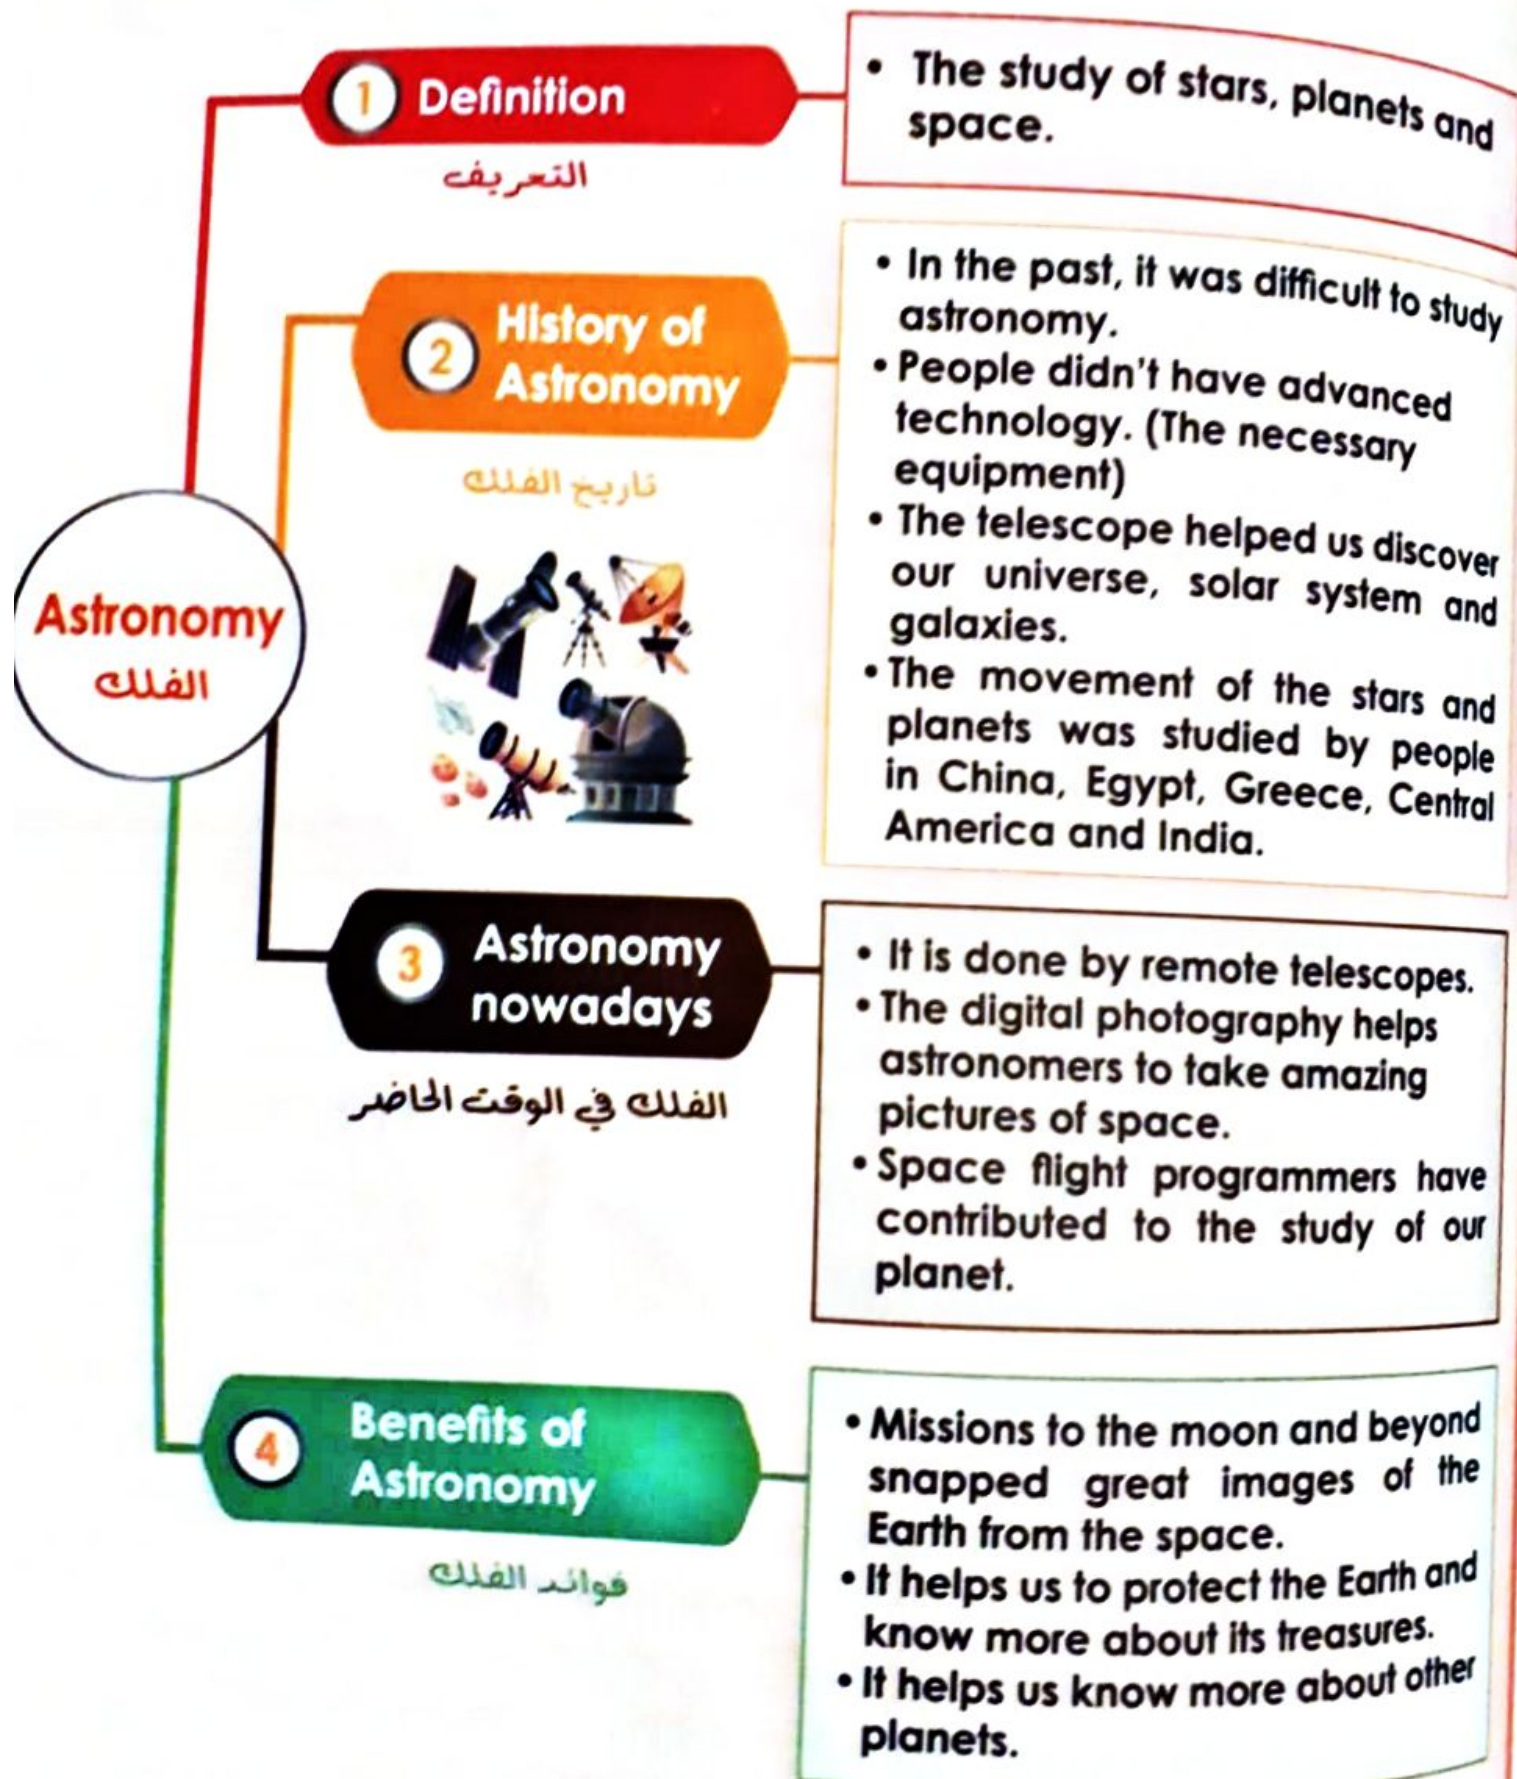 Astronomy
الفلك
1 Definition
التعريف
• The study of stars, planets and
space.
2 History of
Astronomy
تاريخ الفلك
• In the past, it was difficult to study
astronomy.
• People didn't have advanced
technology. (The necessary
equipment)
• The telescope helped us discover
our universe, solar system and
galaxies.
• The movement of the stars and
planets was studied by people
in China, Egypt, Greece, Central
America and India.
3 Astronomy
nowadays
الفلك في الوقت الحاضر
• It is done by remote telescopes.
• The digital photography helps
astronomers to take amazing
pictures of space.
• Space flight programmers have
contributed to the study of our
planet.
4 Benefits of
Astronomy
فوائد الفلك
• Missions to the moon and beyond
snapped great images of the
Earth from the space.
• It helps us to protect the Earth and
know more about its treasures.
• It helps us know more about other
planets.